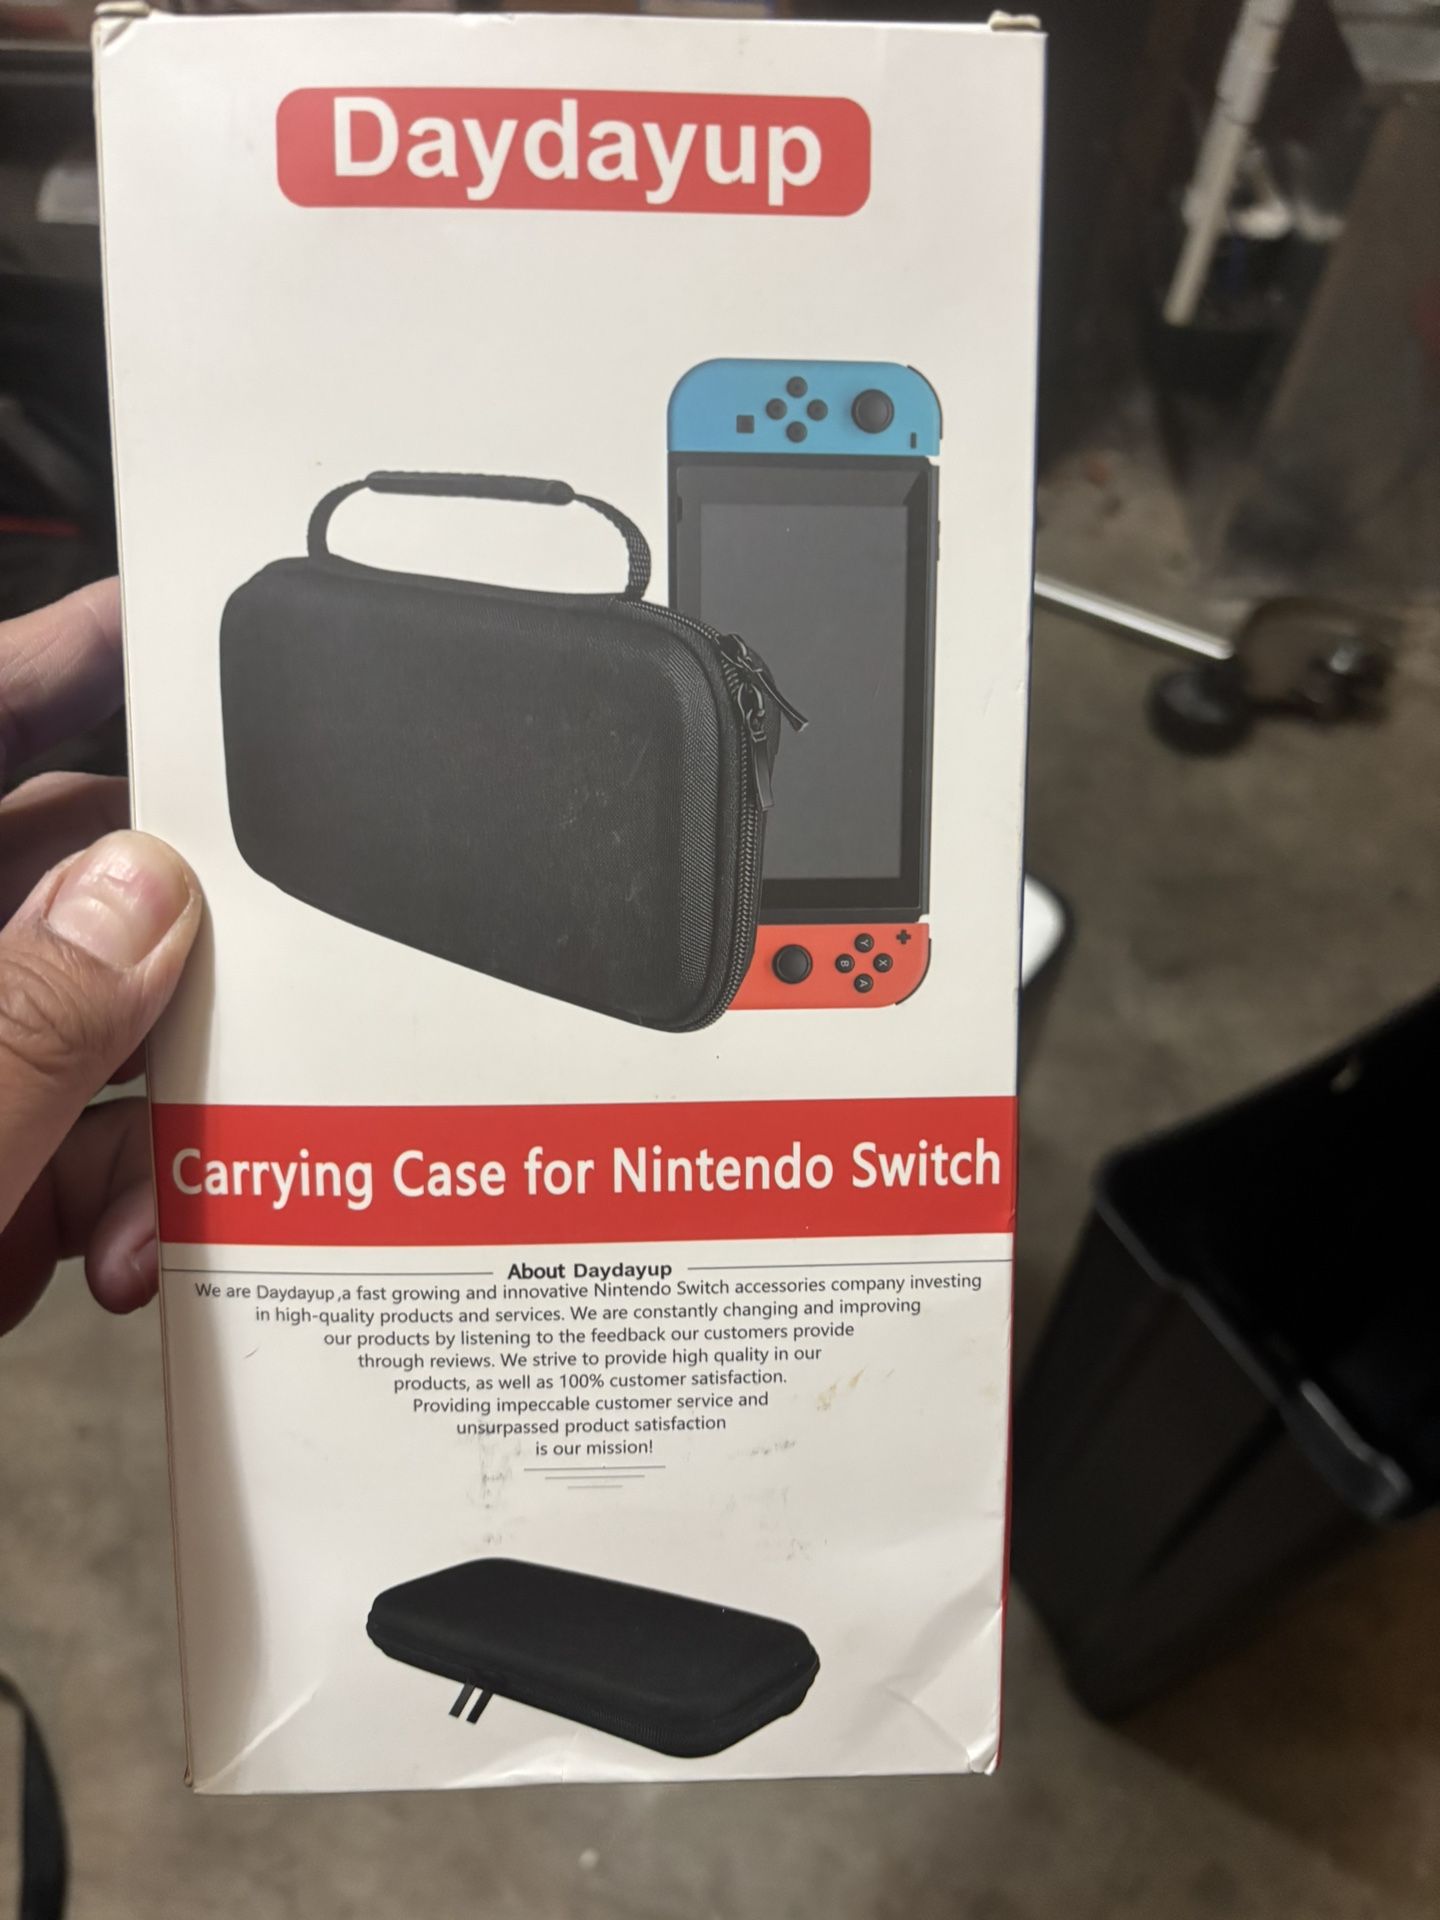 Daydayup
Y
X
B
A
Carrying Case for Nintendo Switch
About Daydayup
We are Daydayup ,a fast growing and innovative Nintendo Switch accessories company investing
in high-quality products and services. We are constantly changing and improving
our products by listening to the feedback our customers provide
through reviews. We strive to provide high quality in our
products, as well as 100% customer satisfaction.
Providing impeccable customer service and
unsurpassed product satisfaction
is our mission!